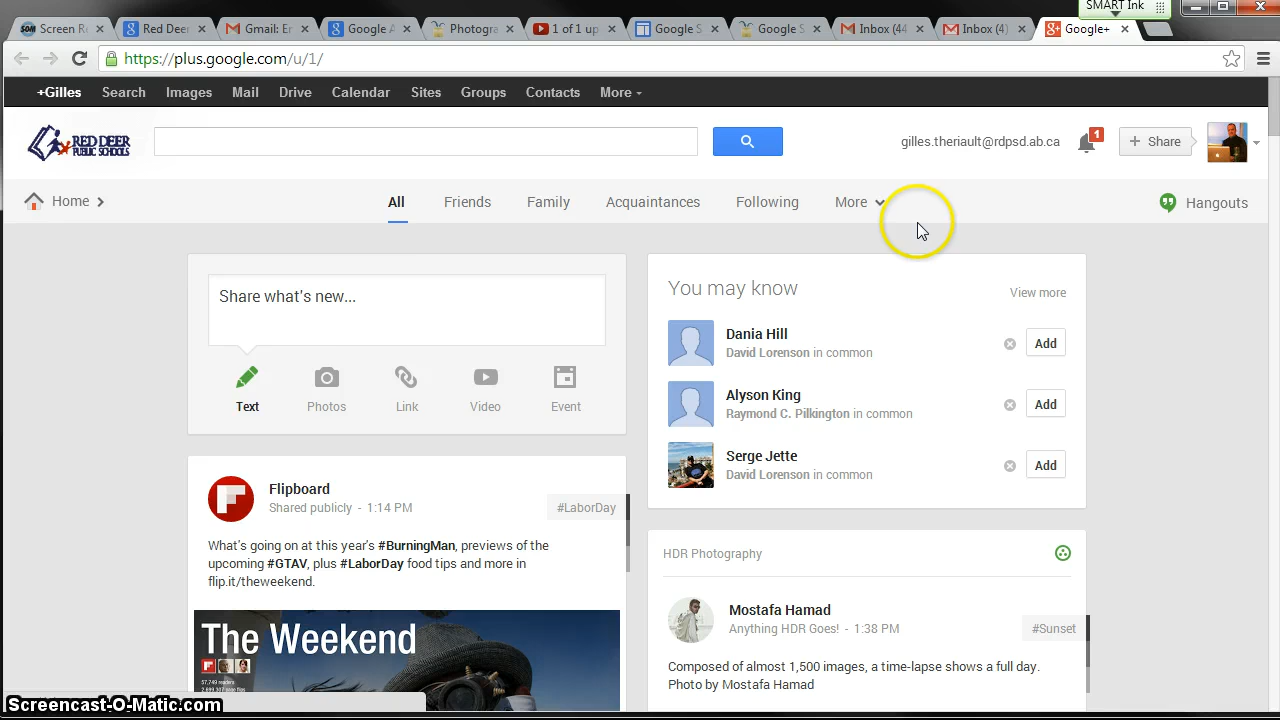 SMART Ink
Screen Re
Red Deer
Gmail: Em
Google A
Photogra
1 of 1 up
Google S
Google S
Inbox (44
Inbox (4)
Google+
https://plus.google.com/u/1/
+Gilles Search Images Mail Drive Calendar Sites Groups Contacts More
RED DEER
PUBLIC SCHOOLS
gilles.theriault@rdpsd.ab.ca
1
+ Share
Home
All Friends Family Acquaintances Following More
Hangouts
Share what's new...
Text Photos Link Video Event
You may know
View more
Dania Hill
David Lorenson in common
Add
Alyson King
Raymond C. Pilkington in common
Add
Serge Jette
David Lorenson in common
Add
Flipboard
Shared publicly - 1:14 PM
#LaborDay
What's going on at this year's #BurningMan, previews of the
upcoming #GTAV, plus #LaborDay food tips and more in
flip.it/theweekend.
The Weekend
57,749 readers
HDR Photography
Mostafa Hamad
Anything HDR Goes! - 1:38 PM
#Sunset
Composed of almost 1,500 images, a time-lapse shows a full day.
Photo by Mostafa Hamad
Screencast-O-Matic.com